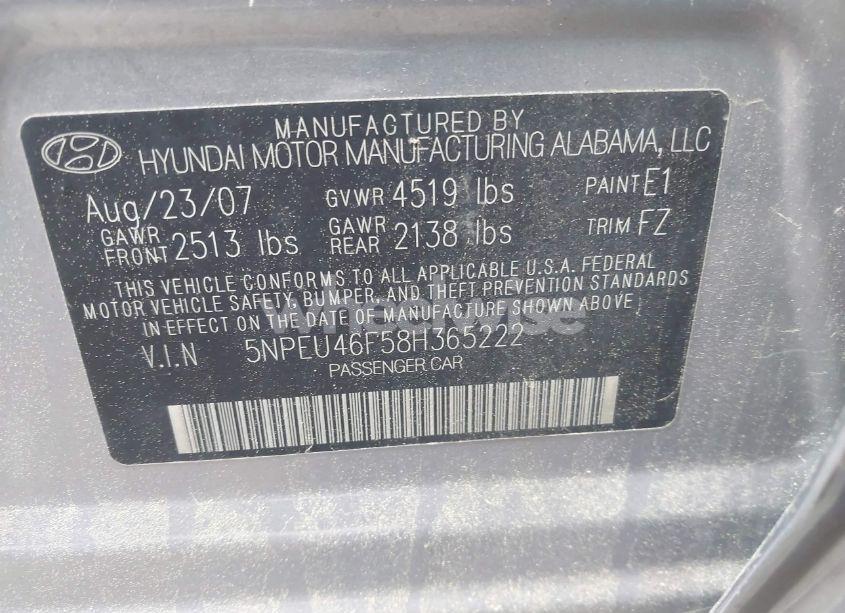 MANUFACTURED BY
HYUNDAI MOTOR MANUFACTURING ALABAMA, LLC
Aug/23/07 GVWR 4519 lbs PAINT E1
GAWR FRONT 2513 lbs GAWR REAR 2138 lbs TRIM FZ
THIS VEHICLE CONFORMS TO ALL APPLICABLE U.S.A. FEDERAL
MOTOR VEHICLE SAFETY, BUMPER, AND THEFT PREVENTION STANDARDS
IN EFFECT ON THE DATE OF MANUFACTURE SHOWN ABOVE
V.I.N 5NPEU46F58H365222
PASSENGER CAR